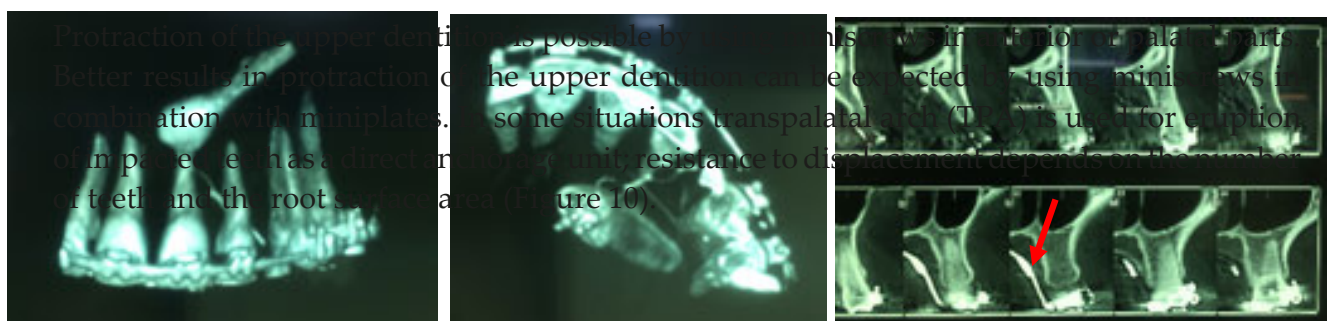 Protraction of the upper dentition is possible by using miniscrews in anterior or palatal parts.
Better results in protraction of the upper dentition can be expected by using miniscrews in
combination with miniplates. In some situations transpalatal arch (TPA) is used for eruption
of impacted teeth as a direct anchorage unit; resistance to displacement depends on the number
of teeth and the root surface area (Figure 10).